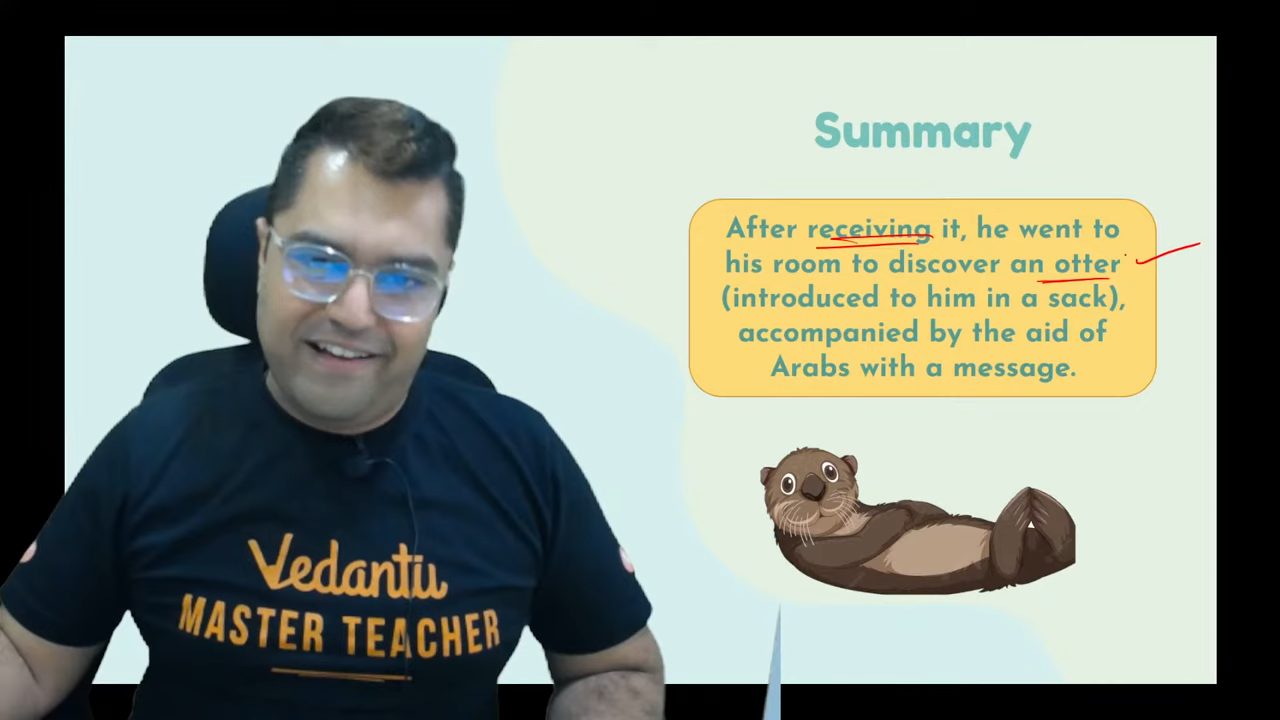 Summary
After receiving it, he went to
his room to discover an otter
(introduced to him in a sack),
accompanied by the aid of
Arabs with a message.
Vedantu
MASTER TEACHER